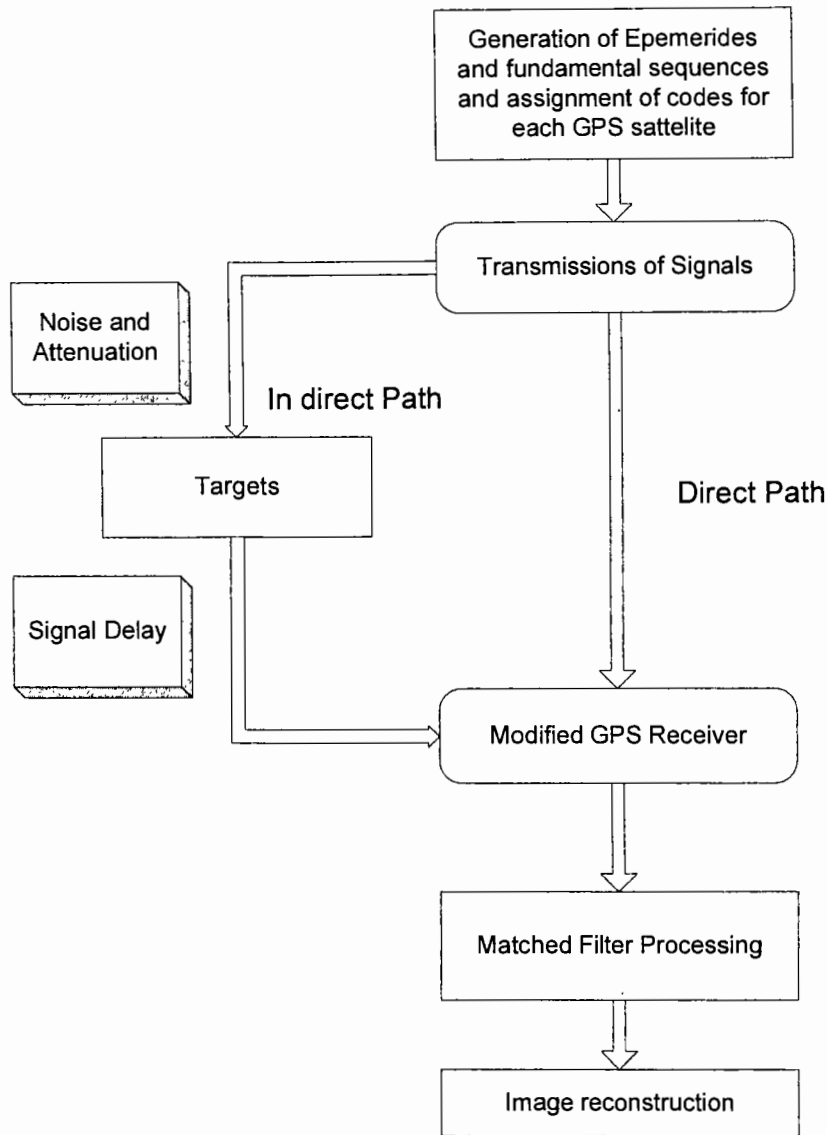 Generation of Epemerides
and fundamental sequences
and assignment of codes for
each GPS sattelite
Transmissions of Signals
Noise and
Attenuation
In direct Path
Targets
Direct Path
Signal Delay
Modified GPS Receiver
Matched Filter Processing
Image reconstruction